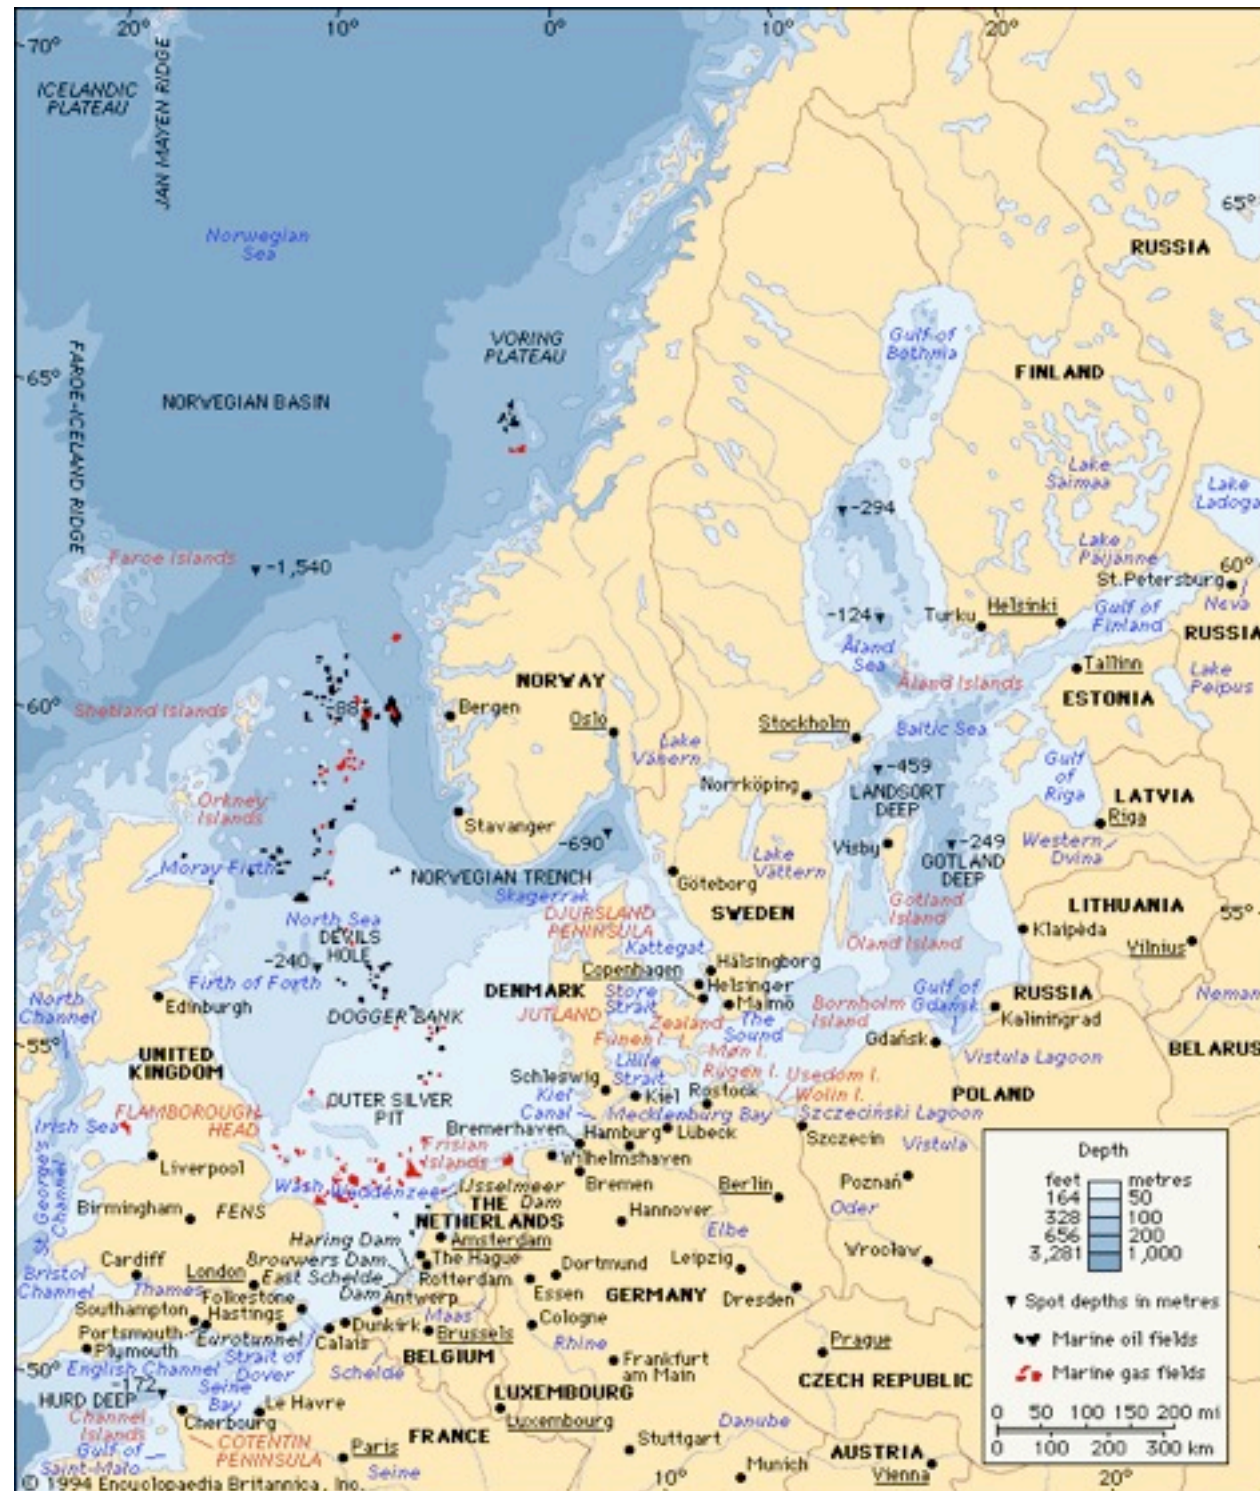 20°
10°
0°
10°
20°
70°
ICELANDIC
PLATEAU
JAN MAYEN RIDGE
65°
RUSSIA
Norwegian
Sea
VORING
PLATEAU
Gulf of
Bothnia
FINLAND
65°
FAROE-ICELAND RIDGE
NORWEGIAN BASIN
Lake
Saimaa
Lake
Ladoga
-294
Lake
Paijanne
Faroe Islands
-1,540
60°
St.Petersburg
Neva
-124
Turku
Helsinki
Gulf of
Finland
RUSSIA
Åland
Sea
Tallinn
Lake
Peipus
NORWAY
Åland Islands
ESTONIA
60°
Shetland Islands
-88
Bergen
Oslo
Stockholm
Baltic Sea
Lake
Vänern
Gulf
of
Riga
-459
LANDSORT
DEEP
Norrköping
LATVIA
Riga
Orkney
Islands
Stavanger
-690
Visby
-249
GOTLAND
DEEP
Western
Dvina
Moray Firth
Lake
Vättern
NORWEGIAN TRENCH
Göteborg
Skagerrak
Gotland
Island
LITHUANIA
55°
North Sea
DJURSLAND
PENINSULA
SWEDEN
Klaipėda
DEVILS
HOLE
Kattegat
Oland Island
Vilnius
-240
Copenhagen
Hälsingborg
Firth of Forth
Helsinger
DENMARK
Store
Strait
Malmö
Bornholm
Island
Gulf of
Gdańsk
RUSSIA
Neman
North
Channel
Edinburgh
DOGGER BANK
JUTLAND
Zealand
The
Sound
Kaliningrad
55°
Funen I.
Møn I.
Gdańsk
BELARUS
UNITED
KINGDOM
Lille
Strait
Rügen I.
Usedom I.
Wolin I.
Vistula Lagoon
Schleswig
Kiel
Rostock
POLAND
OUTER SILVER
PIT
Kiel
Canal
Mecklenburg Bay
Szczeciński Lagoon
FLAMBOROUGH
HEAD
Irish Sea
Bremerhaven
Hamburg
Lübeck
Szczecin
Vistula
Frisian
Islands
Liverpool
Wilhelmshaven
Bremen
Berlin
Poznań
St. George's
Channel
Wash
Waddenzee
IJsselmeer
Dam
Birmingham
FENS
THE
NETHERLANDS
Hannover
Elbe
Oder
Haring Dam
Amsterdam
Cardiff
London
Brouwers Dam
The Hague
Dortmund
Leipzig
Wrocław
East Schelde
Dam
Rotterdam
Bristol
Channel
Thames
Folkestone
Antwerp
Essen
GERMANY
Dresden
Southampton
Hastings
Maas
Portsmouth
Eurotunnel
Dunkirk
Cologne
Calais
Brussels
Plymouth
Strait of
Dover
BELGIUM
Rhine
Prague
50°
English Channel
Schelde
Frankfurt
am Main
-172
HURD DEEP
Seine
Bay
Le Havre
LUXEMBOURG
CZECH REPUBLIC
Cherbourg
Luxembourg
Channel
Islands
Danube
COTENTIN
PENINSULA
FRANCE
Stuttgart
Gulf of
Saint-Malo
Paris
AUSTRIA
Seine
Munich
Vienna
10°
20°
Depth
feet metres
164 50
328 100
656 200
3,281 1,000
Spot depths in metres
Marine oil fields
Marine gas fields
0 50 100 150 200 mi
0 100 200 300 km
© 1994 Encyclopaedia Britannica, Inc.